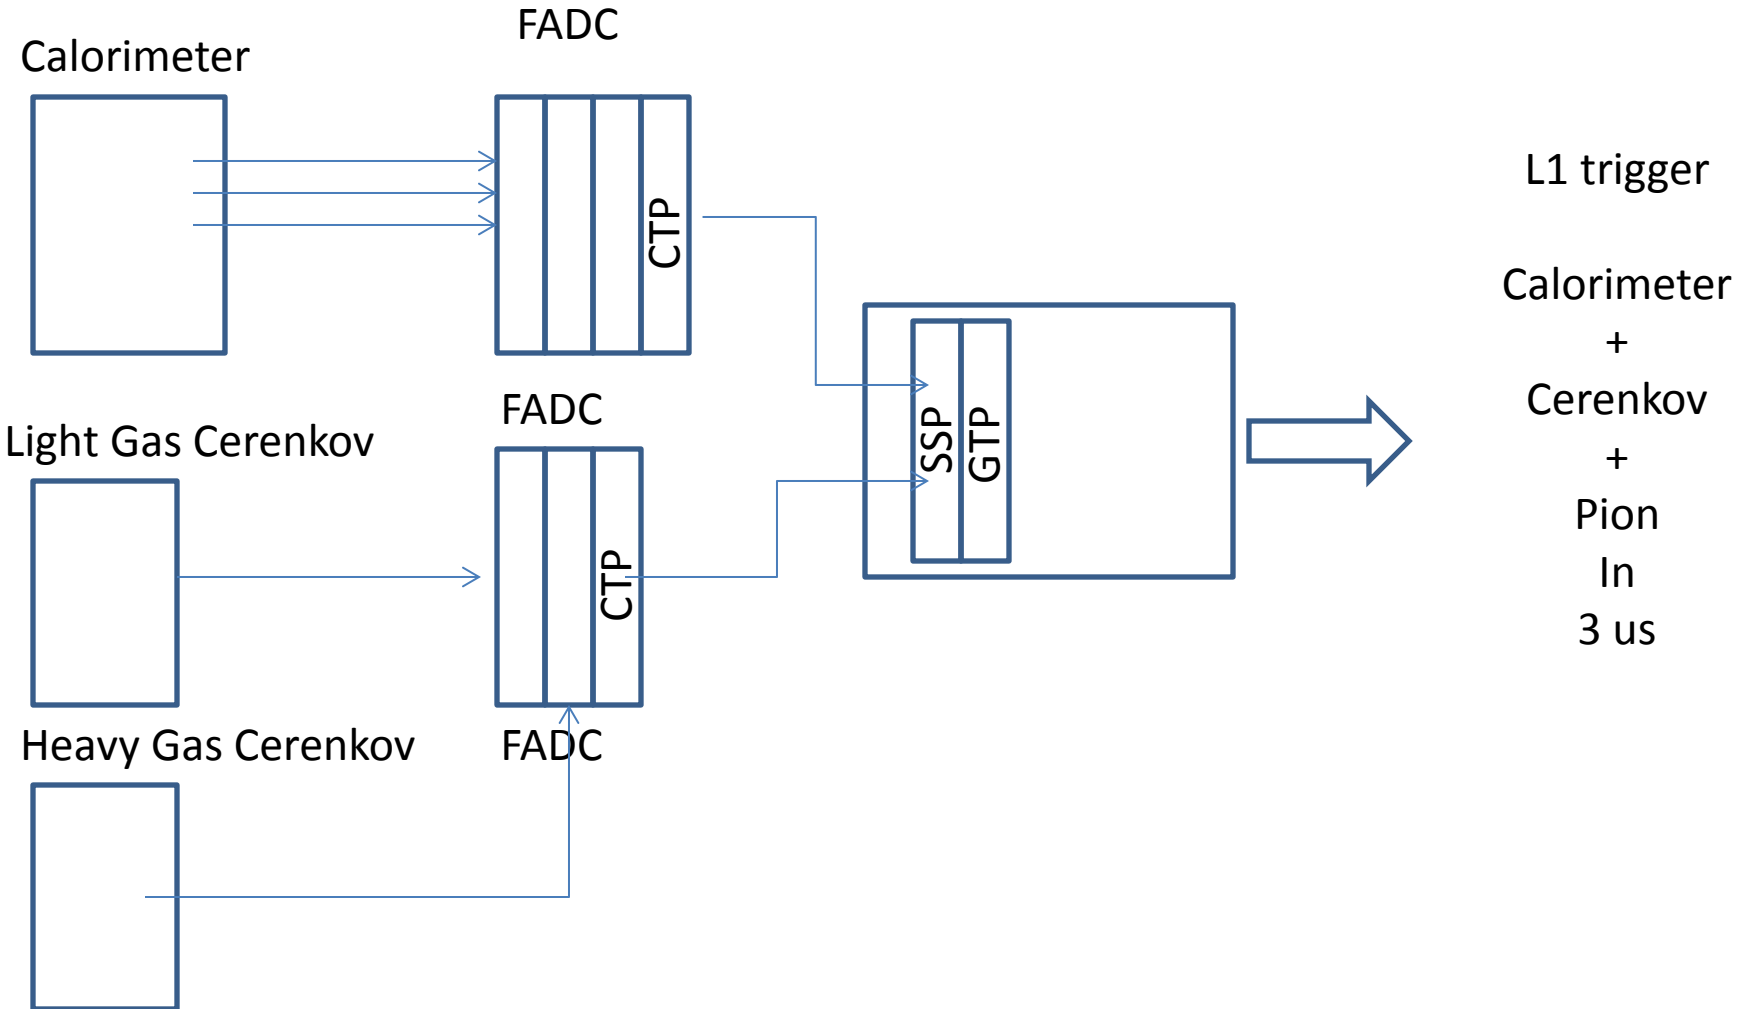 FADC
Calorimeter
CTP
L1 trigger
Calorimeter
+
Cerenkov
+
Pion
In
3 us
FADC
Light Gas Cerenkov
SSP
GTP
CTP
Heavy Gas Cerenkov
FADC